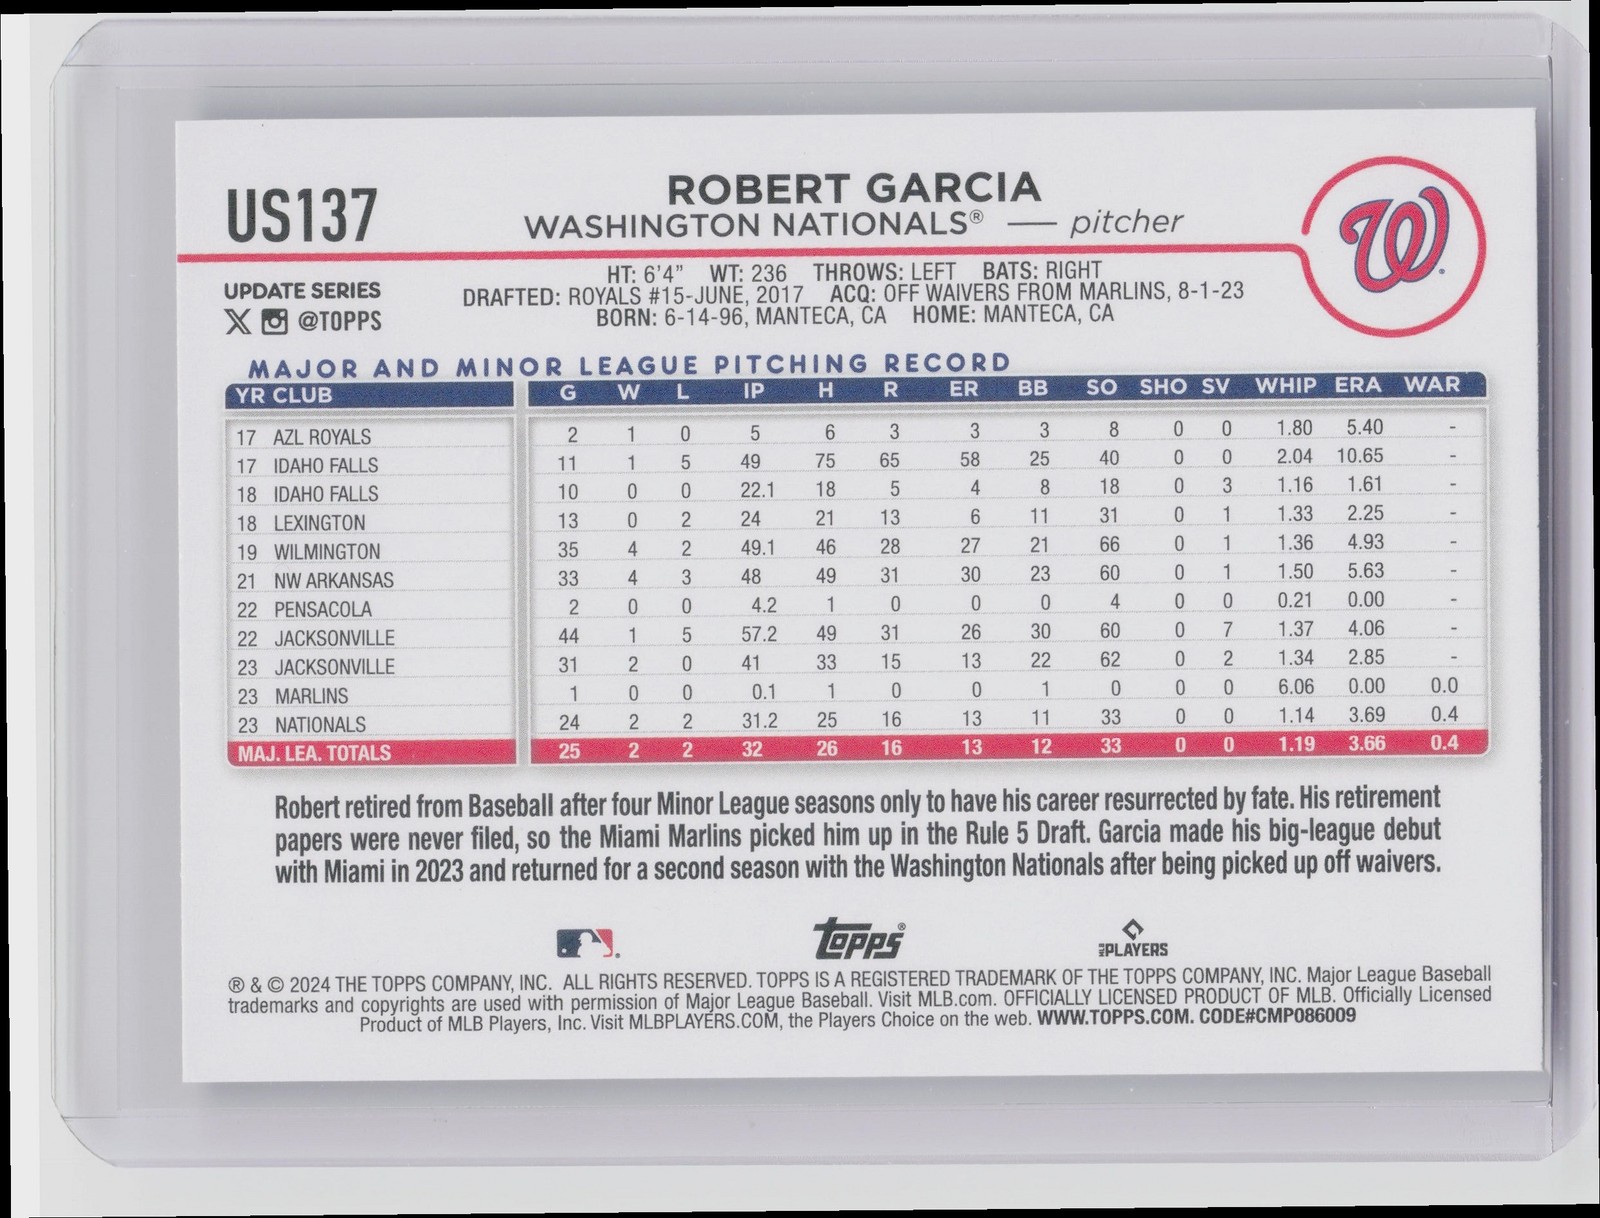 US137
ROBERT GARCIA
WASHINGTON NATIONALS® — pitcher
W
UPDATE SERIES
X @TOPPS
HT: 6'4" WT: 236 THROWS: LEFT BATS: RIGHT
DRAFTED: ROYALS #15-JUNE, 2017 ACQ: OFF WAIVERS FROM MARLINS, 8-1-23
BORN: 6-14-96, MANTECA, CA HOME: MANTECA, CA
MAJOR AND MINOR LEAGUE PITCHING RECORD
YR CLUB G W L IP H R ER BB SO SHO SV WHIP ERA WAR
17 AZL ROYALS 2 1 0 5 6 3 3 3 8 0 0 1.80 5.40 -
17 IDAHO FALLS 11 1 5 49 75 65 58 25 40 0 0 2.04 10.65 -
18 IDAHO FALLS 10 0 0 22.1 18 5 4 8 18 0 3 1.16 1.61 -
18 LEXINGTON 13 0 2 24 21 13 6 11 31 0 1 1.33 2.25 -
19 WILMINGTON 35 4 2 49.1 46 28 27 21 66 0 1 1.36 4.93 -
21 NW ARKANSAS 33 4 3 48 49 31 30 23 60 0 1 1.50 5.63 -
22 PENSACOLA 2 0 0 4.2 1 0 0 0 4 0 0 0.21 0.00 -
22 JACKSONVILLE 44 1 5 57.2 49 31 26 30 60 0 7 1.37 4.06 -
23 JACKSONVILLE 31 2 0 41 33 15 13 22 62 0 2 1.34 2.85 -
23 MARLINS 1 0 0 0.1 1 0 0 1 0 0 0 6.06 0.00 0.0
23 NATIONALS 24 2 2 31.2 25 16 13 11 33 0 0 1.14 3.69 0.4
MAJ. LEA. TOTALS 25 2 2 32 26 16 13 12 33 0 0 1.19 3.66 0.4
Robert retired from Baseball after four Minor League seasons only to have his career resurrected by fate. His retirement
papers were never filed, so the Miami Marlins picked him up in the Rule 5 Draft. Garcia made his big-league debut
with Miami in 2023 and returned for a second season with the Washington Nationals after being picked up off waivers.
topps® PLAYERS
® & © 2024 THE TOPPS COMPANY, INC. ALL RIGHTS RESERVED. TOPPS IS A REGISTERED TRADEMARK OF THE TOPPS COMPANY, INC. Major League Baseball
trademarks and copyrights are used with permission of Major League Baseball. Visit MLB.com. OFFICIALLY LICENSED PRODUCT OF MLB. Officially Licensed
Product of MLB Players, Inc. Visit MLBPLAYERS.COM, the Players Choice on the web. WWW.TOPPS.COM. CODE#CMP086009